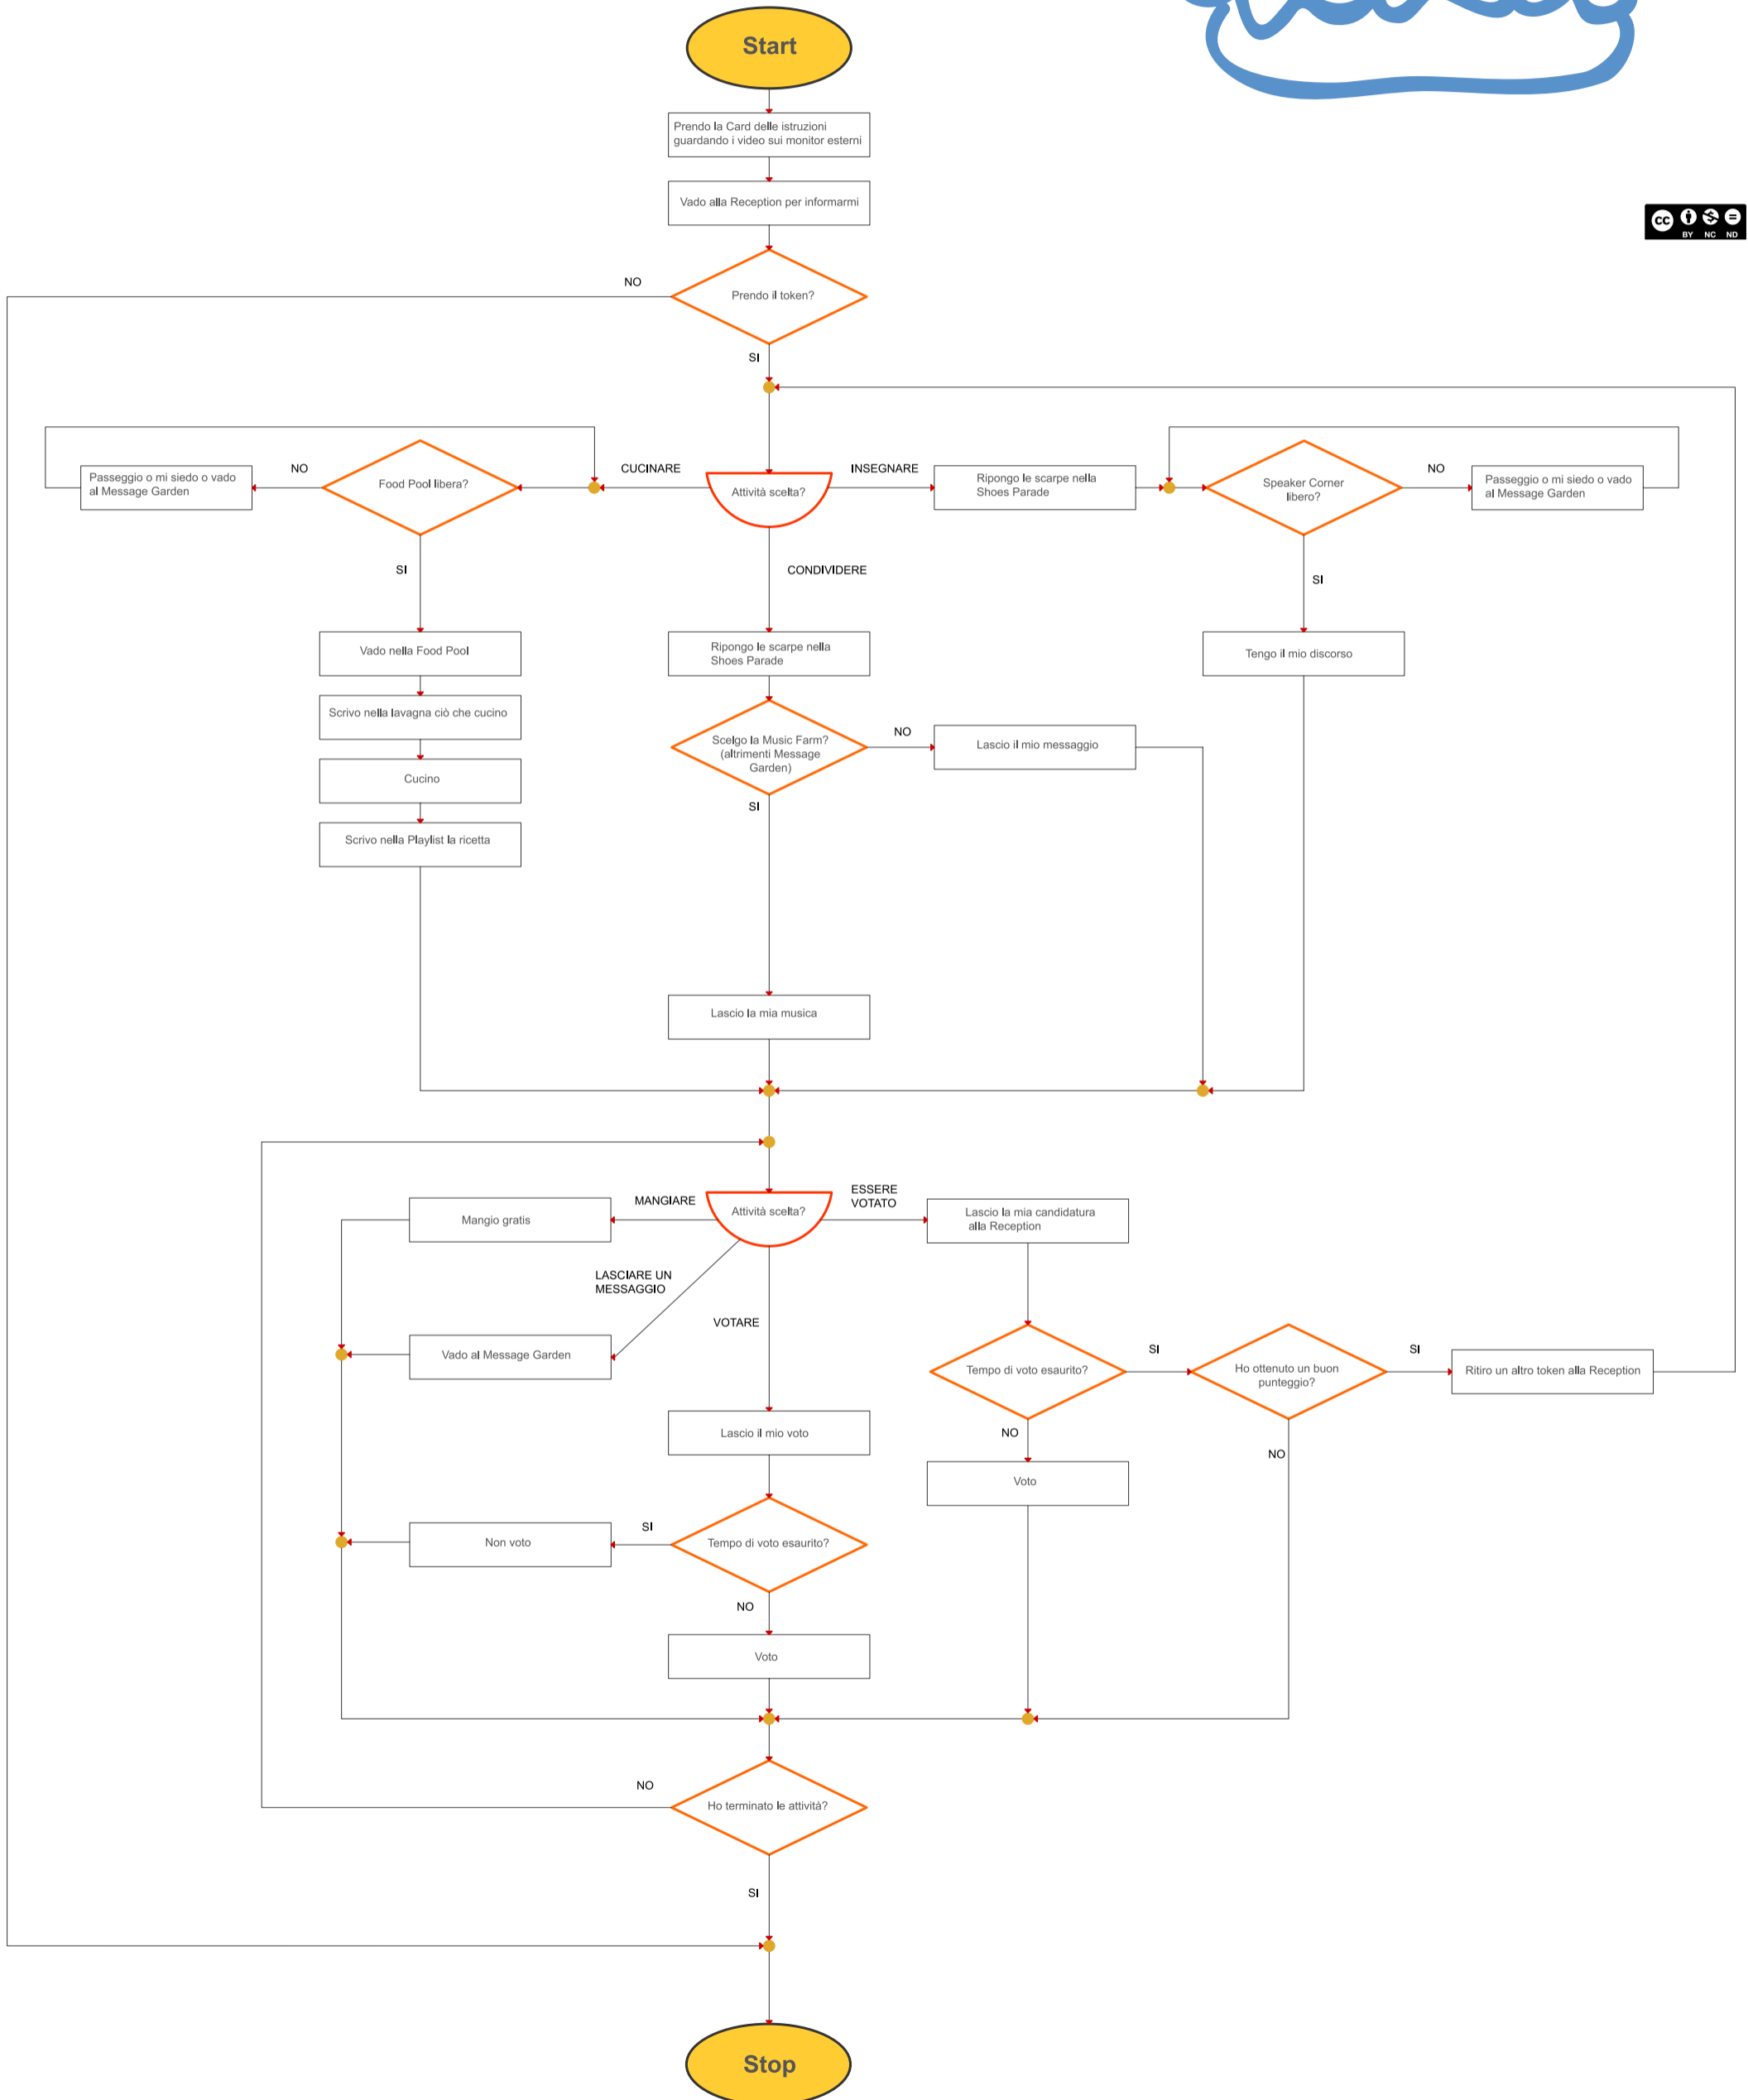 Start
Prendo la Card delle istruzioni
guardando i video sui monitor esterni
Vado alla Reception per informarmi
cc
BY NC ND
NO
Prendo il token?
SI
CUCINARE
INSEGNARE
Passeggio o mi siedo o vado
al Message Garden
NO
Food Pool libera?
Attività scelta?
Ripongo le scarpe nella
Shoes Parade
Speaker Corner
libero?
NO
Passeggio o mi siedo o vado
al Message Garden
SI
CONDIVIDERE
SI
Vado nella Food Pool
Ripongo le scarpe nella
Shoes Parade
Tengo il mio discorso
Scrivo nella lavagna ciò che cucino
Scelgo la Music Farm?
(altrimenti Message
Garden)
NO
Lascio il mio messaggio
Cucino
SI
Scrivo nella Playlist la ricetta
Lascio la mia musica
MANGIARE
ESSERE
VOTATO
Mangio gratis
Attività scelta?
Lascio la mia candidatura
alla Reception
LASCIARE UN
MESSAGGIO
VOTARE
Vado al Message Garden
Tempo di voto esaurito?
SI
Ho ottenuto un buon
punteggio?
SI
Ritiro un altro token alla Reception
Lascio il mio voto
NO
NO
Voto
Non voto
SI
Tempo di voto esaurito?
NO
Voto
NO
Ho terminato le attività?
SI
Stop